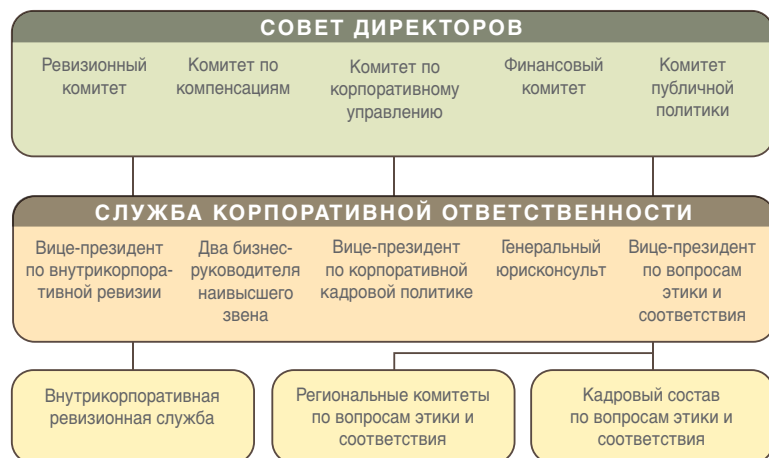 СОВЕТ ДИРЕКТОРОВ
Ревизионный
комитет
Комитет по
компенсациям
Комитет по
корпоративному
управлению
Финансовый
комитет
Комитет
публичной
политики
СЛУЖБА КОРПОРАТИВНОЙ ОТВЕТСТВЕННОСТИ
Вице-президент
по внутрикорпора-
тивной ревизии
Два бизнес-
руководителя
наивысшего
звена
Вице-президент
по корпоративной
кадровой политике
Генеральный
юрисконсульт
Вице-президент
по вопросам
этики и
соответствия
Внутрикорпоративная
ревизионная служба
Региональные комитеты
по вопросам этики и
соответствия
Кадровый состав
по вопросам этики и
соответствия